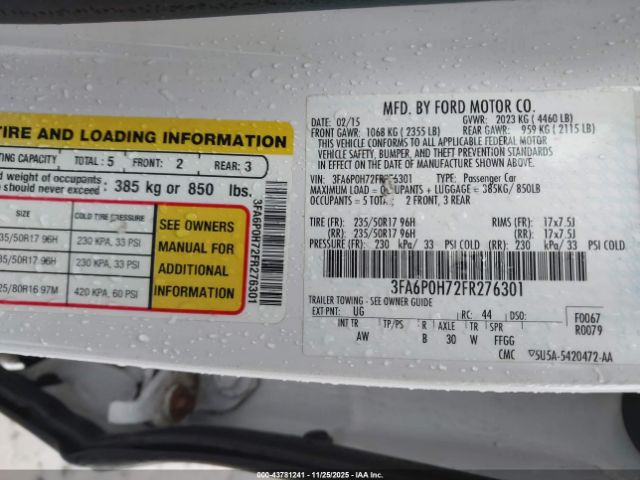 TIRE AND LOADING INFORMATION
TING CAPACITY TOTAL: 5 FRONT: 2 REAR: 3
ed weight of occupants :
should never exceed : 385 kg or 850 lbs.
SIZE COLD TIRE PRESSURE
35/50R17 96H 230 KPA, 33 PSI
35/50R17 96H 230 KPA, 33 PSI
25/80R16 97M 420 KPA, 60 PSI
SEE OWNERS
MANUAL FOR
ADDITIONAL
INFORMATION
3FA6P0H72FR276301
MFD. BY FORD MOTOR CO.
DATE: 02/15 GVWR: 2023 KG ( 4460 LB)
FRONT GAWR: 1068 KG ( 2355 LB) REAR GAWR: 959 KG ( 2115 LB)
THIS VEHICLE CONFORMS TO ALL APPLICABLE FEDERAL MOTOR
VEHICLE SAFETY, BUMPER, AND THEFT PREVENTION STANDARDS
IN EFFECT ON THE DATE OF MANUFACTURE SHOWN ABOVE.
VIN: 3FA6P0H72FR276301 TYPE: Passenger Car
MAXIMUM LOAD = OCCUPANTS + LUGGAGE = 385KG/ 850LB
OCCUPANTS = 5 TOTAL: 2 FRONT, 3 REAR
TIRE (FR): 235/50R17 96H RIMS (FR): 17x7.5J
(RR): 235/50R17 96H (RR): 17x7.5J
PRESSURE (FR): 230 kPa/ 33 PSI COLD (RR): 230 kPa/ 33 PSI COLD
3FA6P0H72FR276301
TRAILER TOWING- SEE OWNER GUIDE
EXT PNT: UG RC: 44 DSO: F0067
R0079
INT TR TP/PS R AXLE TR SPR
AW B 30 W FFGG
CMC ▽5U5A-5420472-AA
© 000-43781241 - 11/25/2025 - IAAI